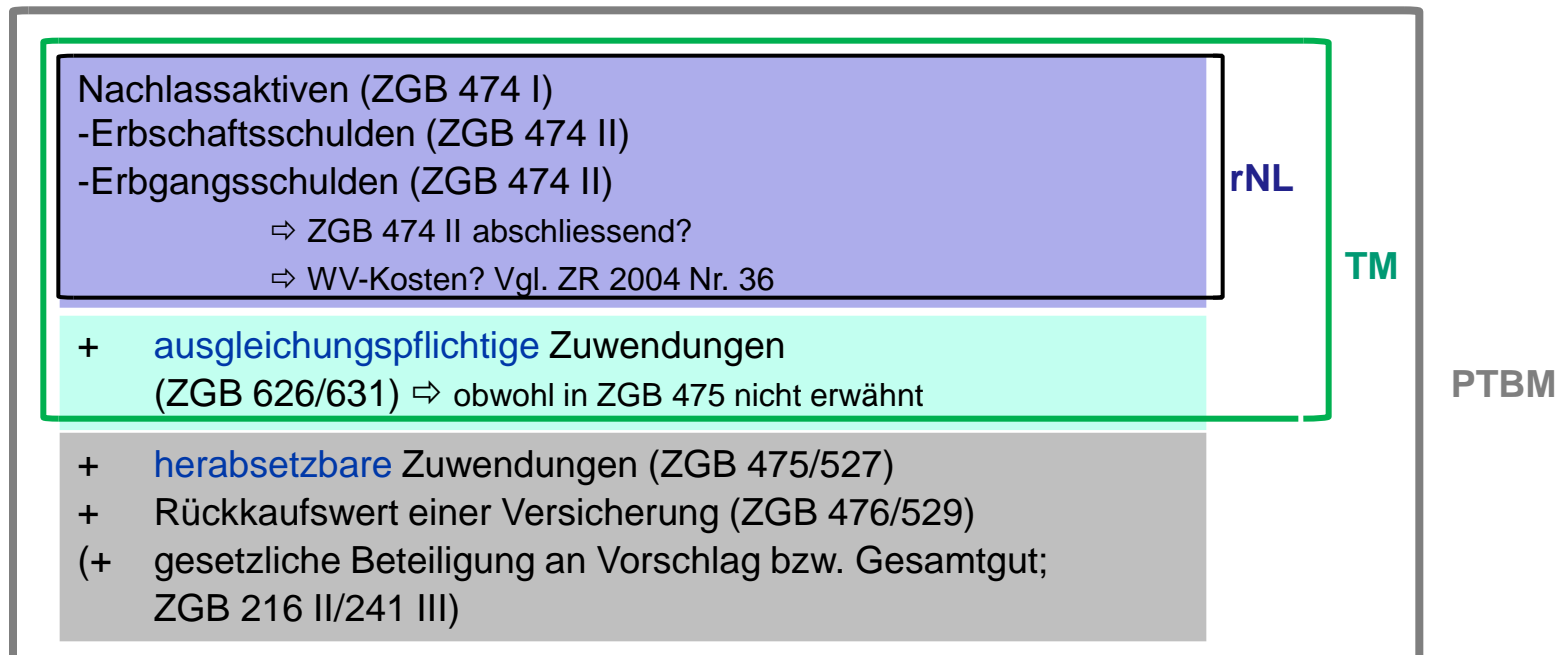 Nachlassaktiven (ZGB 474 I)
-Erbschaftsschulden (ZGB 474 II)
-Erbgangsschulden (ZGB 474 II)
⇨ ZGB 474 II abschliessend?
⇨ WV-Kosten? Vgl. ZR 2004 Nr. 36
rNL
TM
+ ausgleichungspflichtige Zuwendungen
(ZGB 626/631) ⇨ obwohl in ZGB 475 nicht erwähnt
PTBM
+ herabsetzbare Zuwendungen (ZGB 475/527)
+ Rückkaufswert einer Versicherung (ZGB 476/529)
(+ gesetzliche Beteiligung an Vorschlag bzw. Gesamtgut;
ZGB 216 II/241 III)